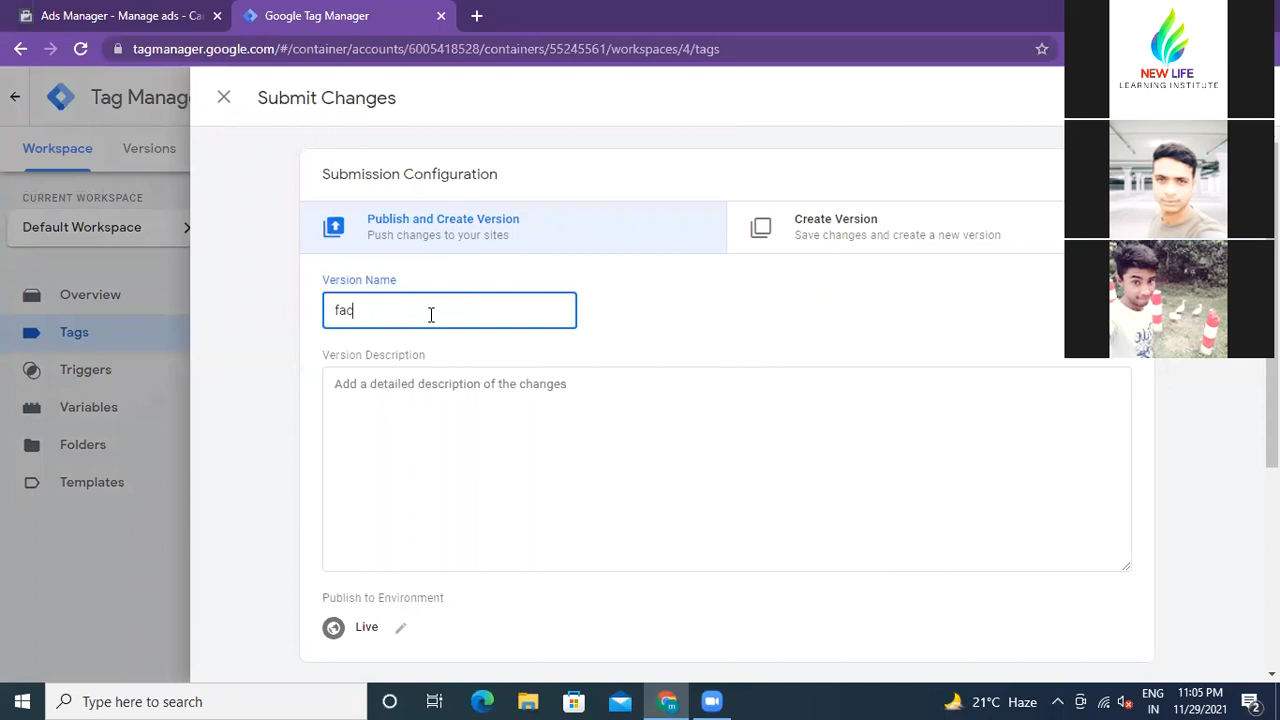 Ads Manager - Manage ads - Ca
Google Tag Manager
tagmanager.google.com/#/container/accounts/6005418528/containers/55245561/workspaces/4/tags
Tag Manag
Submit Changes
Workspace
Versions
CURRENT WORKSPACE
Default Workspace
Overview
Tags
Triggers
Variables
Folders
Templates
Submission Configuration
Publish and Create Version
Push changes to your sites
Create Version
Save changes and create a new version
Version Name
fac
Version Description
Add a detailed description of the changes
Publish to Environment
Live
NEW LIFE
LEARNING INSTITUTE
Type here to search
21°C Haze
ENG
IN
11:05 PM
11/29/2021
2